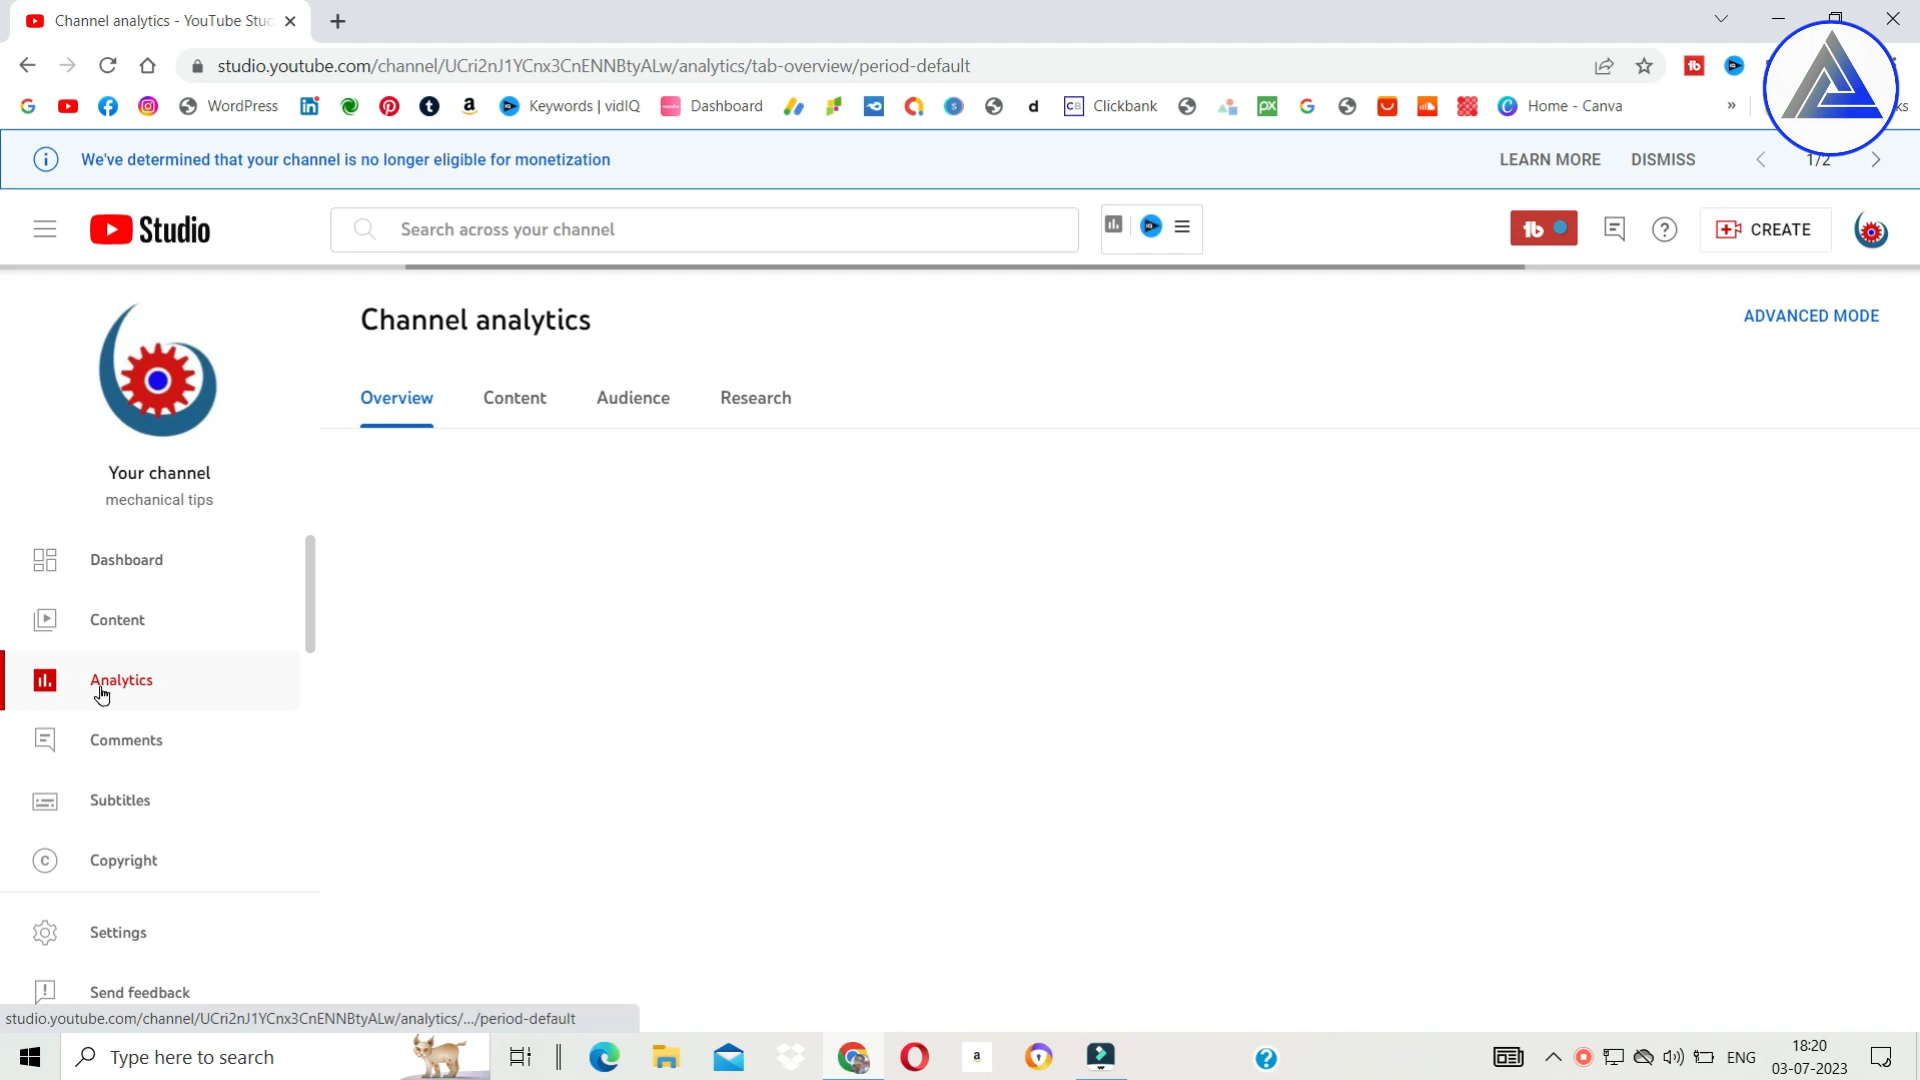 Channel analytics - YouTube Stud
studio.youtube.com/channel/UCri2nJ1YCnx3CnENNBtyALw/analytics/tab-overview/period-default
WordPress Keywords | vidIQ Dashboard d CB Clickbank px Home - Canva » ks
We've determined that your channel is no longer eligible for monetization LEARN MORE DISMISS 1/2
Studio Search across your channel CREATE
Channel analytics ADVANCED MODE
Overview Content Audience Research
Your channel
mechanical tips
Dashboard
Content
Analytics
Comments
Subtitles
Copyright
Settings
Send feedback
studio.youtube.com/channel/UCri2nJ1YCnx3CnENNBtyALw/analytics/.../period-default
Type here to search ENG 18:20
03-07-2023